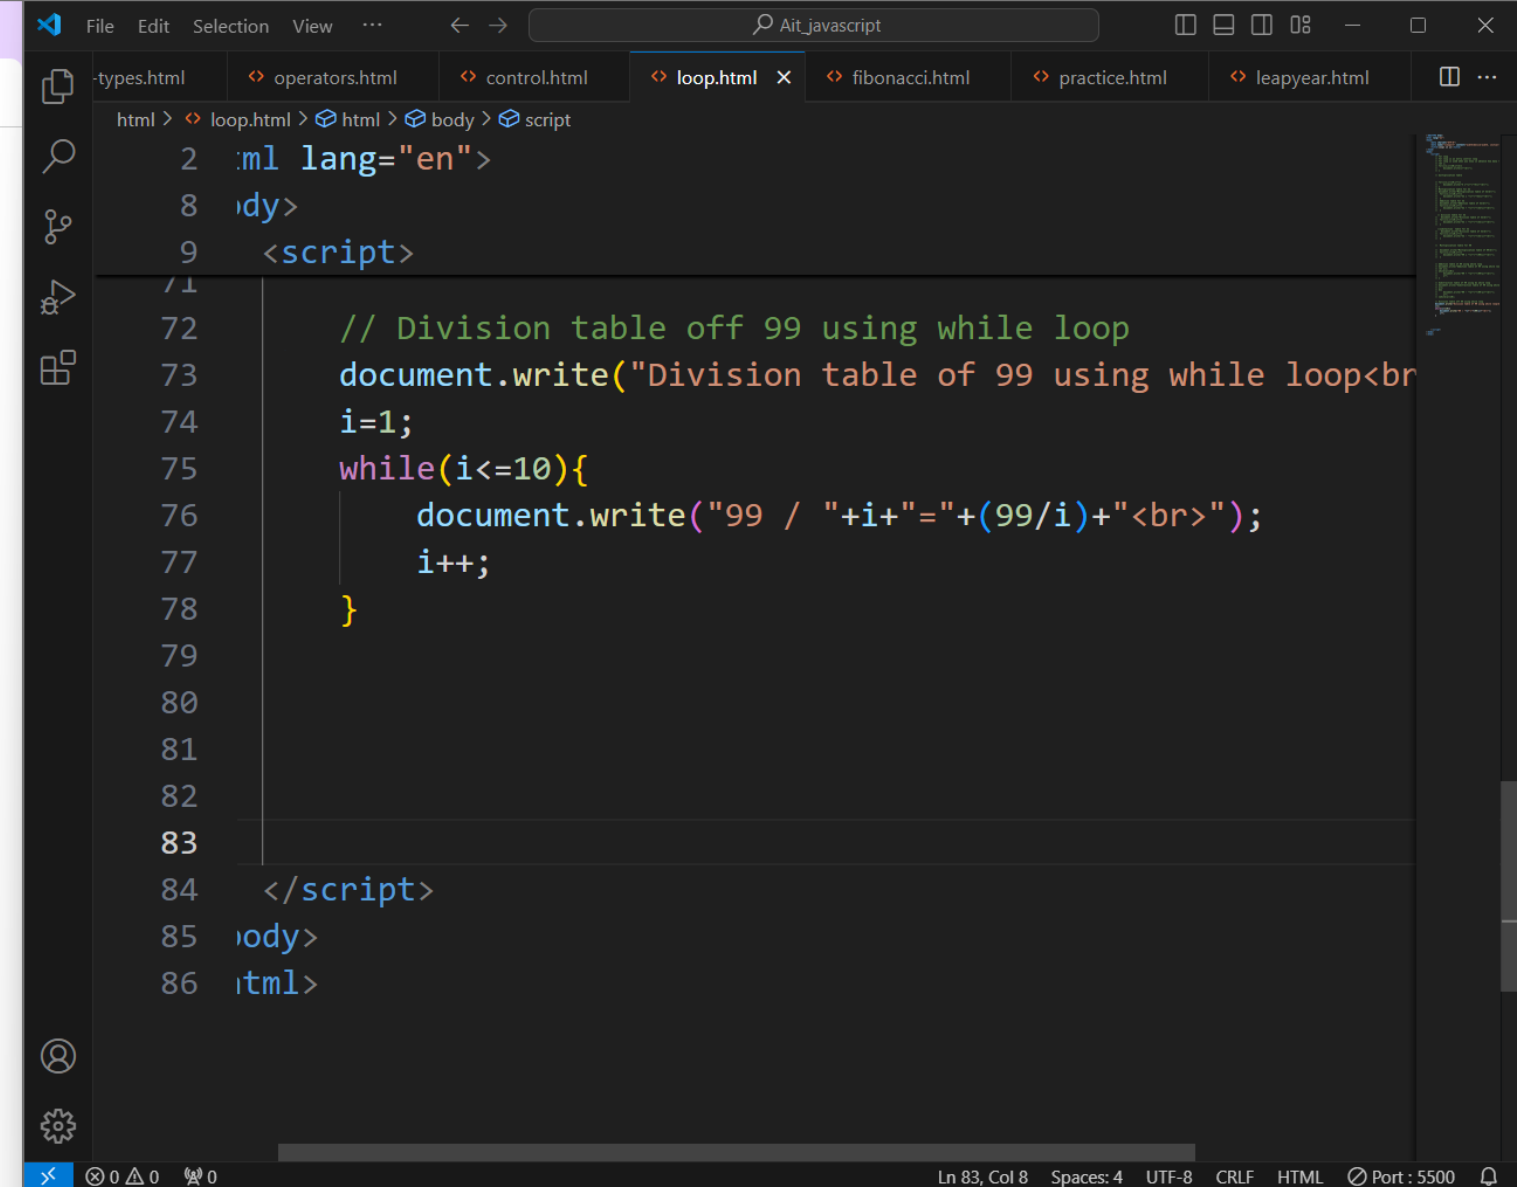 File Edit Selection View ··· Ait_javascript
-types.html operators.html control.html loop.html fibonacci.html practice.html leapyear.html ···
html > loop.html > html > body > script
2 ml lang="en">
8 dy>
9 <script>
71
72 // Division table off 99 using while loop
73 document.write("Division table of 99 using while loop<br
74 i=1;
75 while(i<=10){
76 document.write("99 / "+i+"="+(99/i)+"<br>");
77 i++;
78 }
79
80
81
82
83
84 </script>
85 body>
86 html>
0 0 0 Ln 83, Col 8 Spaces: 4 UTF-8 CRLF HTML Port : 5500